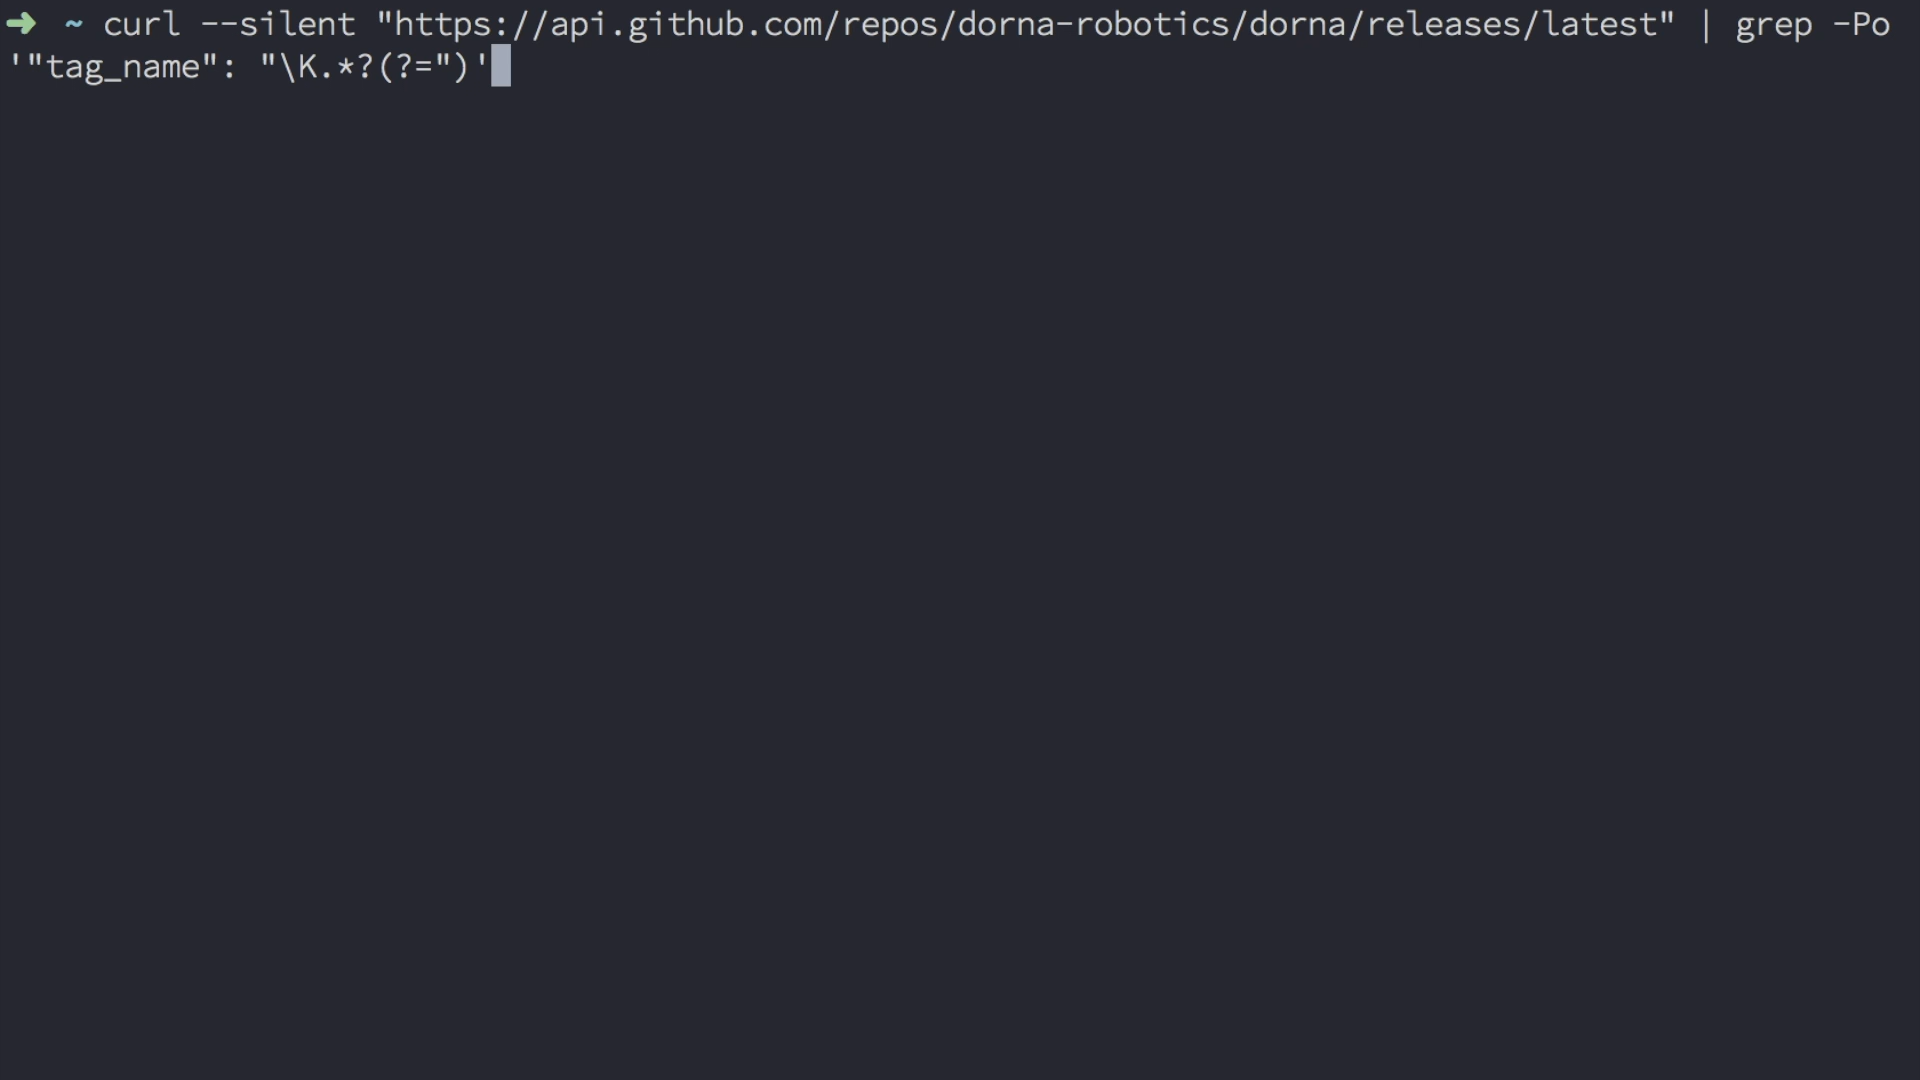 ➜ ~ curl --silent "https://api.github.com/repos/dorna-robotics/dorna/releases/latest" | grep -Po
'"tag_name": "\K.*?(?=")'